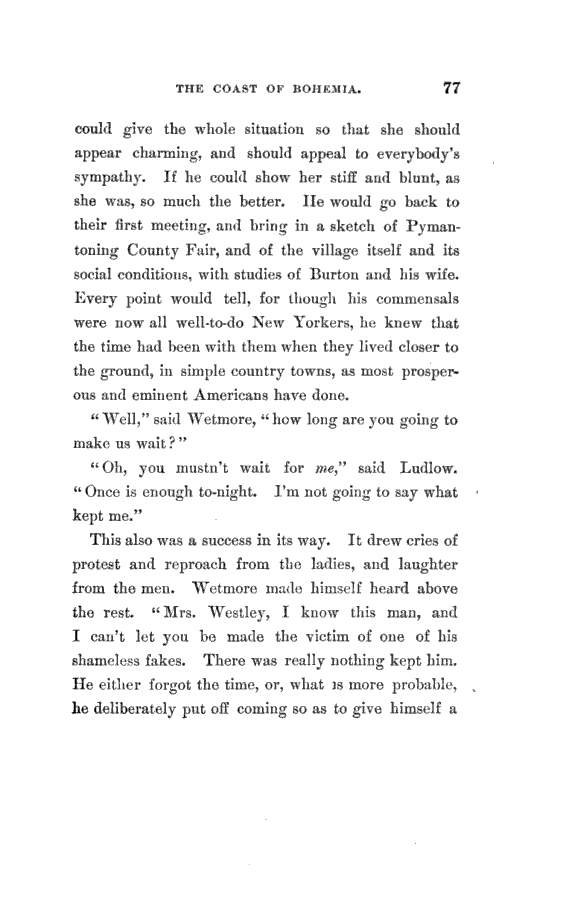 THE COAST OF BOHEMIA. 77
could give the whole situation so that she should
appear charming, and should appeal to everybody's
sympathy. If he could show her stiff and blunt, as
she was, so much the better. He would go back to
their first meeting, and bring in a sketch of Pyman-
toning County Fair, and of the village itself and its
social conditions, with studies of Burton and his wife.
Every point would tell, for though his commensals
were now all well-to-do New Yorkers, he knew that
the time had been with them when they lived closer to
the ground, in simple country towns, as most prosper-
ous and eminent Americans have done.
“Well,” said Wetmore, “how long are you going to
make us wait?”
“Oh, you mustn't wait for me,” said Ludlow.
“Once is enough to-night. I'm not going to say what
kept me.”
This also was a success in its way. It drew cries of
protest and reproach from the ladies, and laughter
from the men. Wetmore made himself heard above
the rest. “Mrs. Westley, I know this man, and
I can't let you be made the victim of one of his
shameless fakes. There was really nothing kept him.
He either forgot the time, or, what is more probable,
he deliberately put off coming so as to give himself a